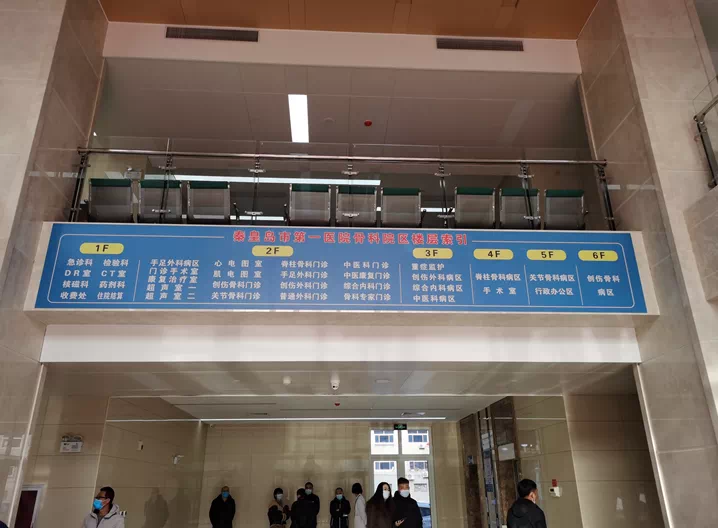 秦皇岛市第一医院骨科院区楼层索引
1F
急诊科 检验科
DR室 CT室
核磁科 药剂科
收费处 住院结算
2F
手足外科病区
门诊手术室
康复治疗室
超声室一
超声室二
心电图室 脊柱骨科门诊 中医科门诊
肌电图室 手足外科门诊 中医康复门诊
创伤骨科门诊 创伤外科门诊 综合内科门诊
关节骨科门诊 普通外科门诊 骨科专家门诊
3F
重症监护
创伤外科病区
综合内科病区
中医科病区
4F
脊柱骨科病区
手术室
5F
关节骨科病区
行政办公区
6F
创伤骨科
病区